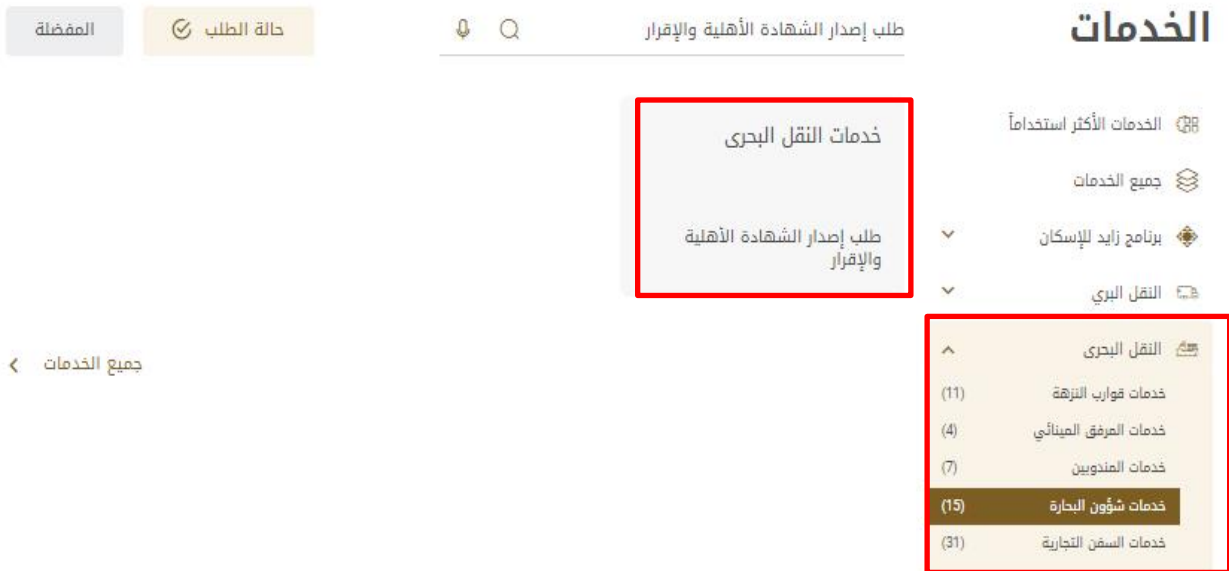 الخدمات
طلب إصدار الشهادة الأهلية والإقرار
حالة الطلب
المفضلة
الخدمات الأكثر استخداماً
جميع الخدمات
برنامج زايد للإسكان
النقل البري
النقل البحرى
خدمات قوارب النزهة (11)
خدمات المرفق المينائي (4)
خدمات المندوبين (7)
خدمات شؤون البحارة (15)
خدمات السفن التجارية (31)
خدمات النقل البحرى
طلب إصدار الشهادة الأهلية
والإقرار
جميع الخدمات